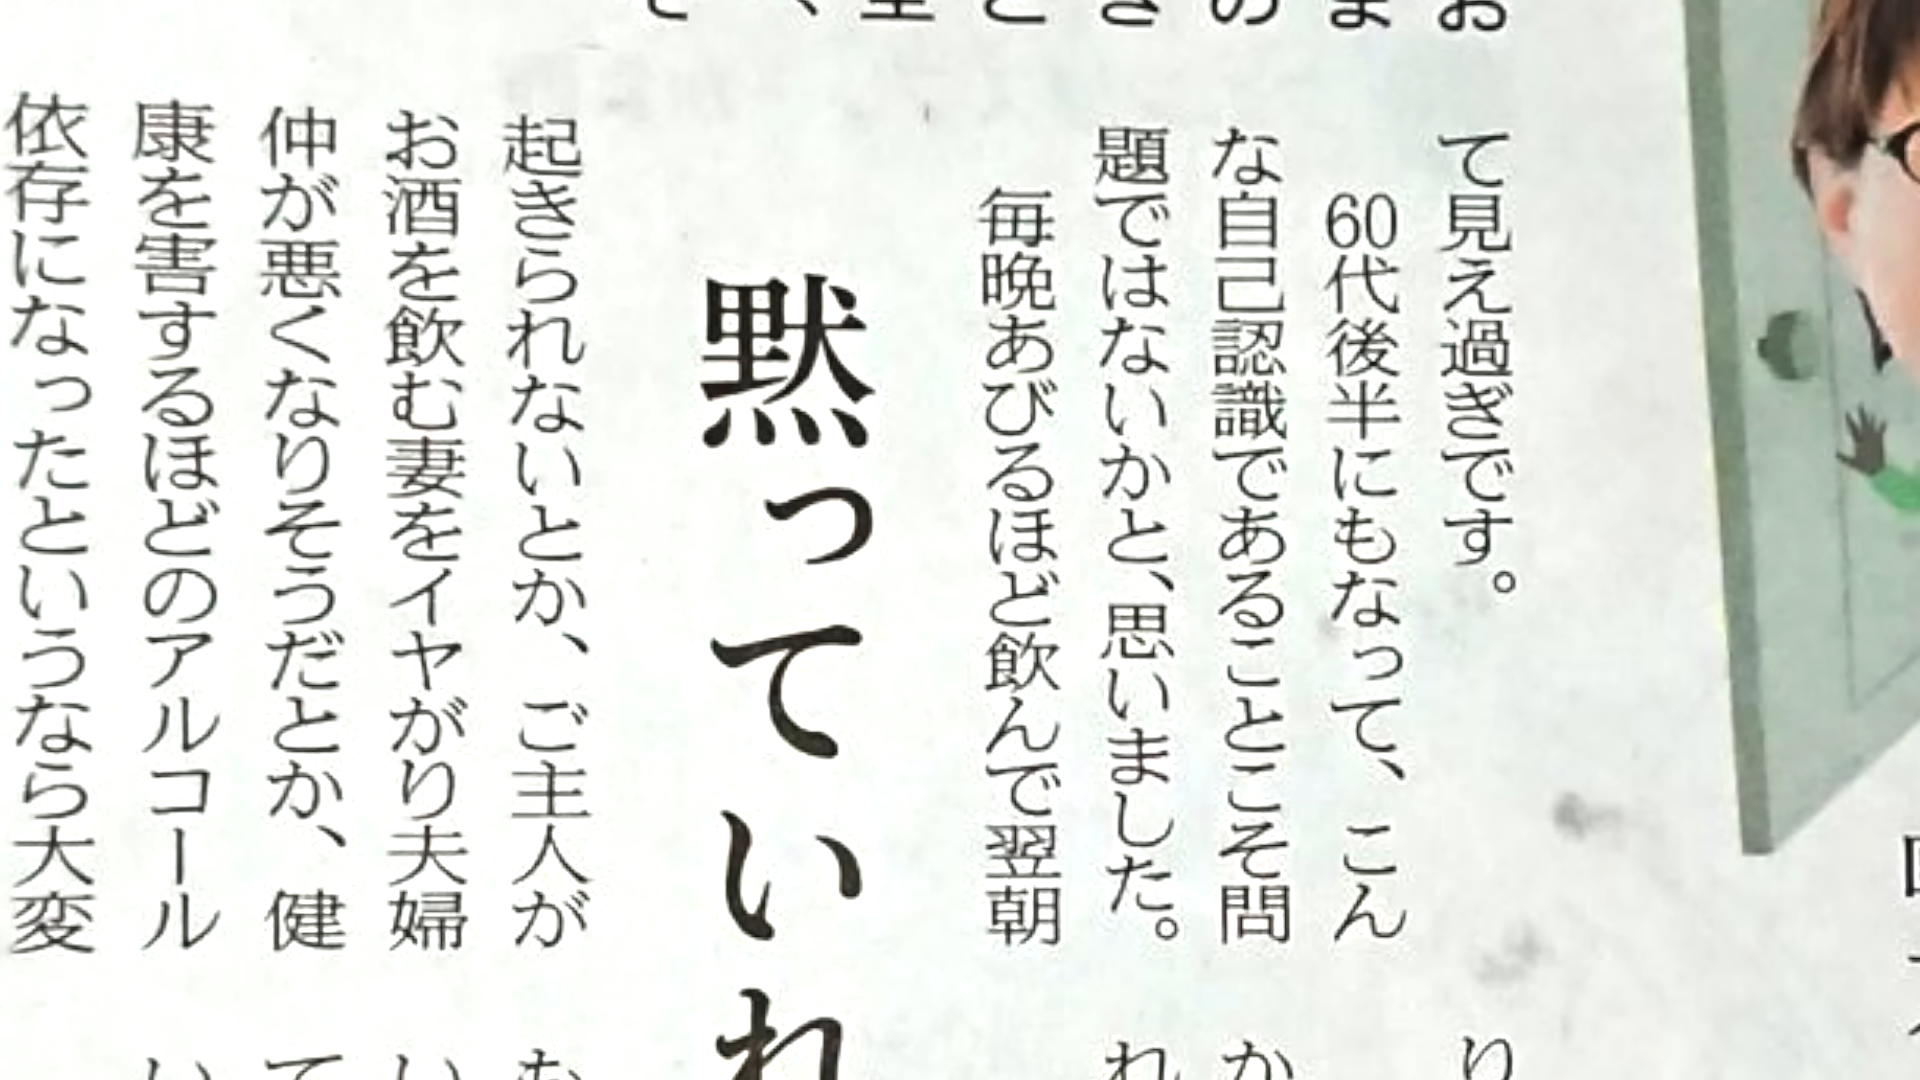 て見え過ぎです。
60代後半にもなって、こん
な自己認識であることこそ問
題ではないかと、思いました。
毎晩あびるほど飲んで翌朝
黙っていれ
起きられないとか、ご主人が
お酒を飲む妻をイヤがり夫婦
仲が悪くなりそうだとか、健
康を害するほどのアルコール
依存になったというなら大変